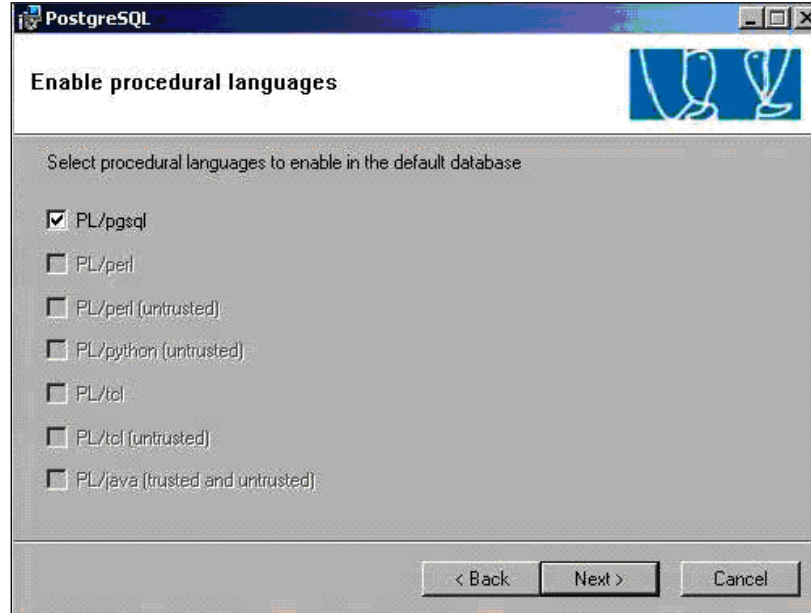 PostgreSQL
Enable procedural languages
Select procedural languages to enable in the default database
PL/pgsql
PL/perl
PL/perl (untrusted)
PL/python (untrusted)
PL/tcl
PL/tcl (untrusted)
PL/java (trusted and untrusted)
< Back Next > Cancel